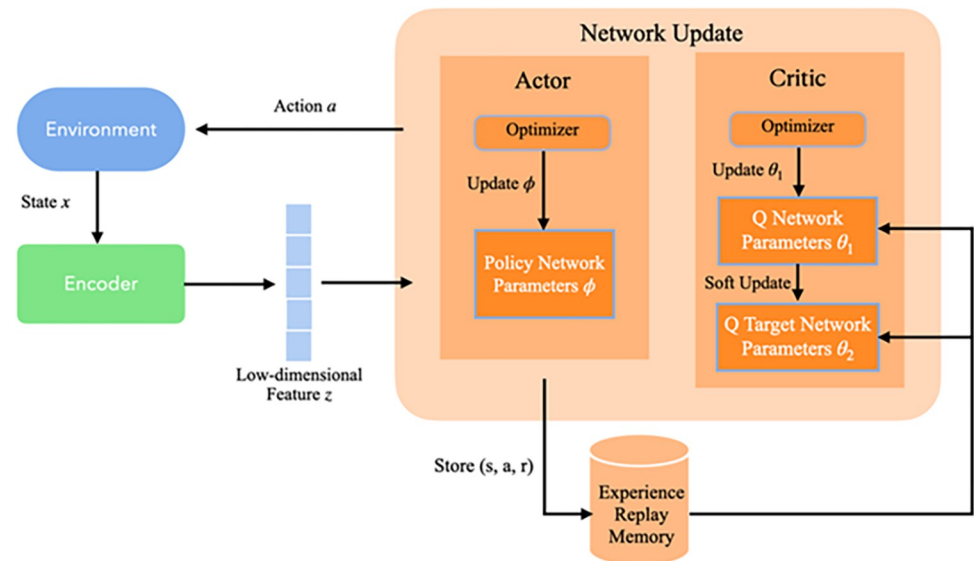 Network Update
Actor
Critic
Action a
Environment
Optimizer
Optimizer
Update ϕ
Update θ₁
State x
Q Network
Parameters θ₁
Encoder
Policy Network
Parameters ϕ
Soft Update
Q Target Network
Parameters θ₂
Low-dimensional
Feature z
Store (s, a, r)
Experience
Replay
Memory